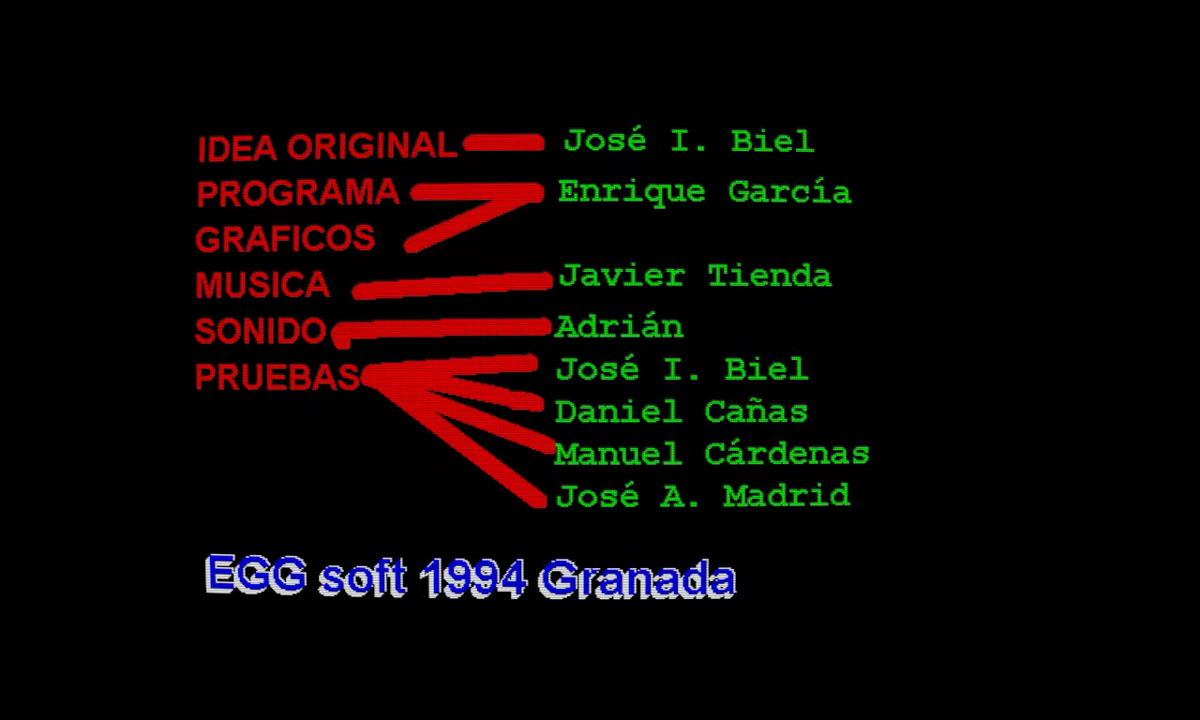 IDEA ORIGINAL José I. Biel
PROGRAMA Enrique García
GRAFICOS
MUSICA Javier Tienda
SONIDO Adrián
PRUEBAS José I. Biel
Daniel Cañas
Manuel Cárdenas
José A. Madrid
EGG soft 1994 Granada